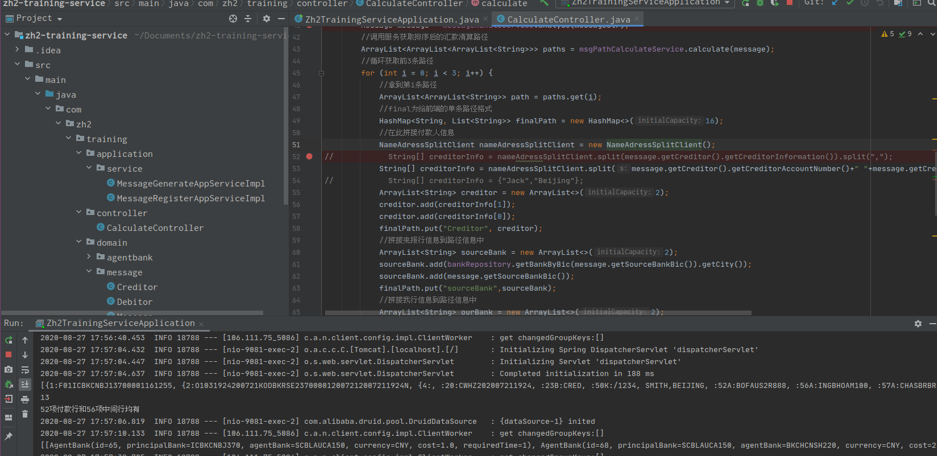 zh2-training-service › src › main › java › com › zh2 › training › controller › CalculateController › calculate Zh2TrainingServiceApplication Git:
Project
Zh2TrainingServiceApplication.java × CalculateController.java ×
zh2-training-service ~/Documents/zh2-training-servi
.idea
src
main
java
com
zh2
training
application
service
MessageGenerateAppServiceImpl
MessageRegisterAppServiceImpl
controller
CalculateController
domain
agentbank
message
Creditor
Debitor
5 9
42 //调用服务获取排序后的汇款清算路径
43 ArrayList<ArrayList<ArrayList<String>>> paths = msgPathCalculateService.calculate(message);
44 //循环获取前3条路径
45 for (int i = 0; i < 3; i++) {
46 //拿到第i条路径
47 ArrayList<ArrayList<String>> path = paths.get(i);
48 //final为给前端的单条路径格式
49 HashMap<String, List<String>> finalPath = new HashMap<>( initialCapacity: 16);
50 //在此拼接付款人信息
51 NameAdressSplitClient nameAdressSplitClient = new NameAdressSplitClient();
52 // String[] creditorInfo = nameAdressSplitClient.split(message.getCreditor().getCreditorInformation()).split(",");
53 String[] creditorInfo = nameAdressSplitClient.split( s: message.getCreditor().getCreditorAccountNumber()+" "+message.getCre
54 // String[] creditorInfo = {"Jack","Beijing"};
55 ArrayList<String> creditor = new ArrayList<>( initialCapacity: 2);
56 creditor.add(creditorInfo[1]);
57 creditor.add(creditorInfo[0]);
58 finalPath.put("Creditor", creditor);
59 //拼接来报行信息到路径信息中
60 ArrayList<String> sourceBank = new ArrayList<>( initialCapacity: 2);
61 sourceBank.add(bankRepository.getBankByBic(message.getSourceBankBic()).getCity());
62 sourceBank.add(message.getSourceBankBic());
63 finalPath.put("sourceBank",sourceBank);
64 //拼接我行信息到路径信息中
65 ArrayList<String> ourBank = new ArrayList<>( initialCapacity: 2);
Run: Zh2TrainingServiceApplication ×
2020-08-27 17:56:40.453 INFO 18788 --- [106.111.75_5086] c.a.n.client.config.impl.ClientWorker : get changedGroupKeys:[]
2020-08-27 17:57:04.432 INFO 18788 --- [nio-9081-exec-2] o.a.c.c.C.[Tomcat].[localhost].[/] : Initializing Spring DispatcherServlet 'dispatcherServlet'
2020-08-27 17:57:04.447 INFO 18788 --- [nio-9081-exec-2] o.s.web.servlet.DispatcherServlet : Initializing Servlet 'dispatcherServlet'
2020-08-27 17:57:04.637 INFO 18788 --- [nio-9081-exec-2] o.s.web.servlet.DispatcherServlet : Completed initialization in 188 ms
[{1:F01ICBKCNBJ13700001161255, {2:O1031924200721KODBKRSE23700001200721200721192​4N, {4:, :20:CWHZ202007211924, :23B:CRED, :50K:/1234, SMITH,BEIJING, :52A:BOFAUS2R888, :56A:INGBHOAM100, :57A:CHASBRBR
13
52项付款行和56项中间行均有
2020-08-27 17:57:06.819 INFO 18788 --- [nio-9081-exec-2] com.alibaba.druid.pool.DruidDataSource : {dataSource-1} inited
2020-08-27 17:57:10.133 INFO 18788 --- [106.111.75_5086] c.a.n.client.config.impl.ClientWorker : get changedGroupKeys:[]
[[AgentBank(id=65, principalBank=ICBKCNBJ370, agentBank=SCBLAUCA150, currency=CNY, cost=1.0, requiredTime=1), AgentBank(id=68, principalBank=SCBLAUCA150, agentBank=BKCHCNSH220, currency=CNY, cost=2